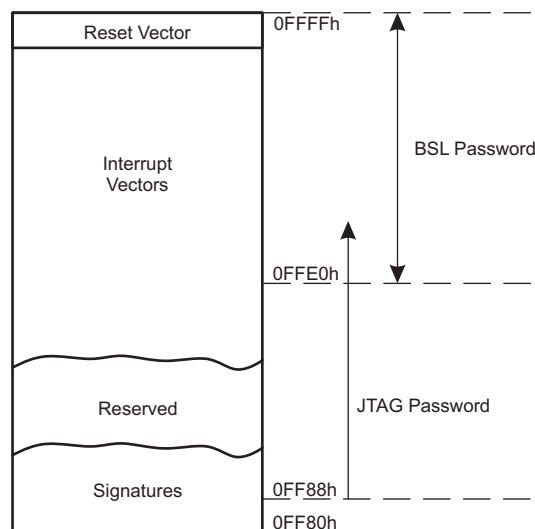 Reset Vector
0FFFFh
BSL Password
Interrupt
Vectors
0FFE0h
JTAG Password
Reserved
Signatures
0FF88h
0FF80h